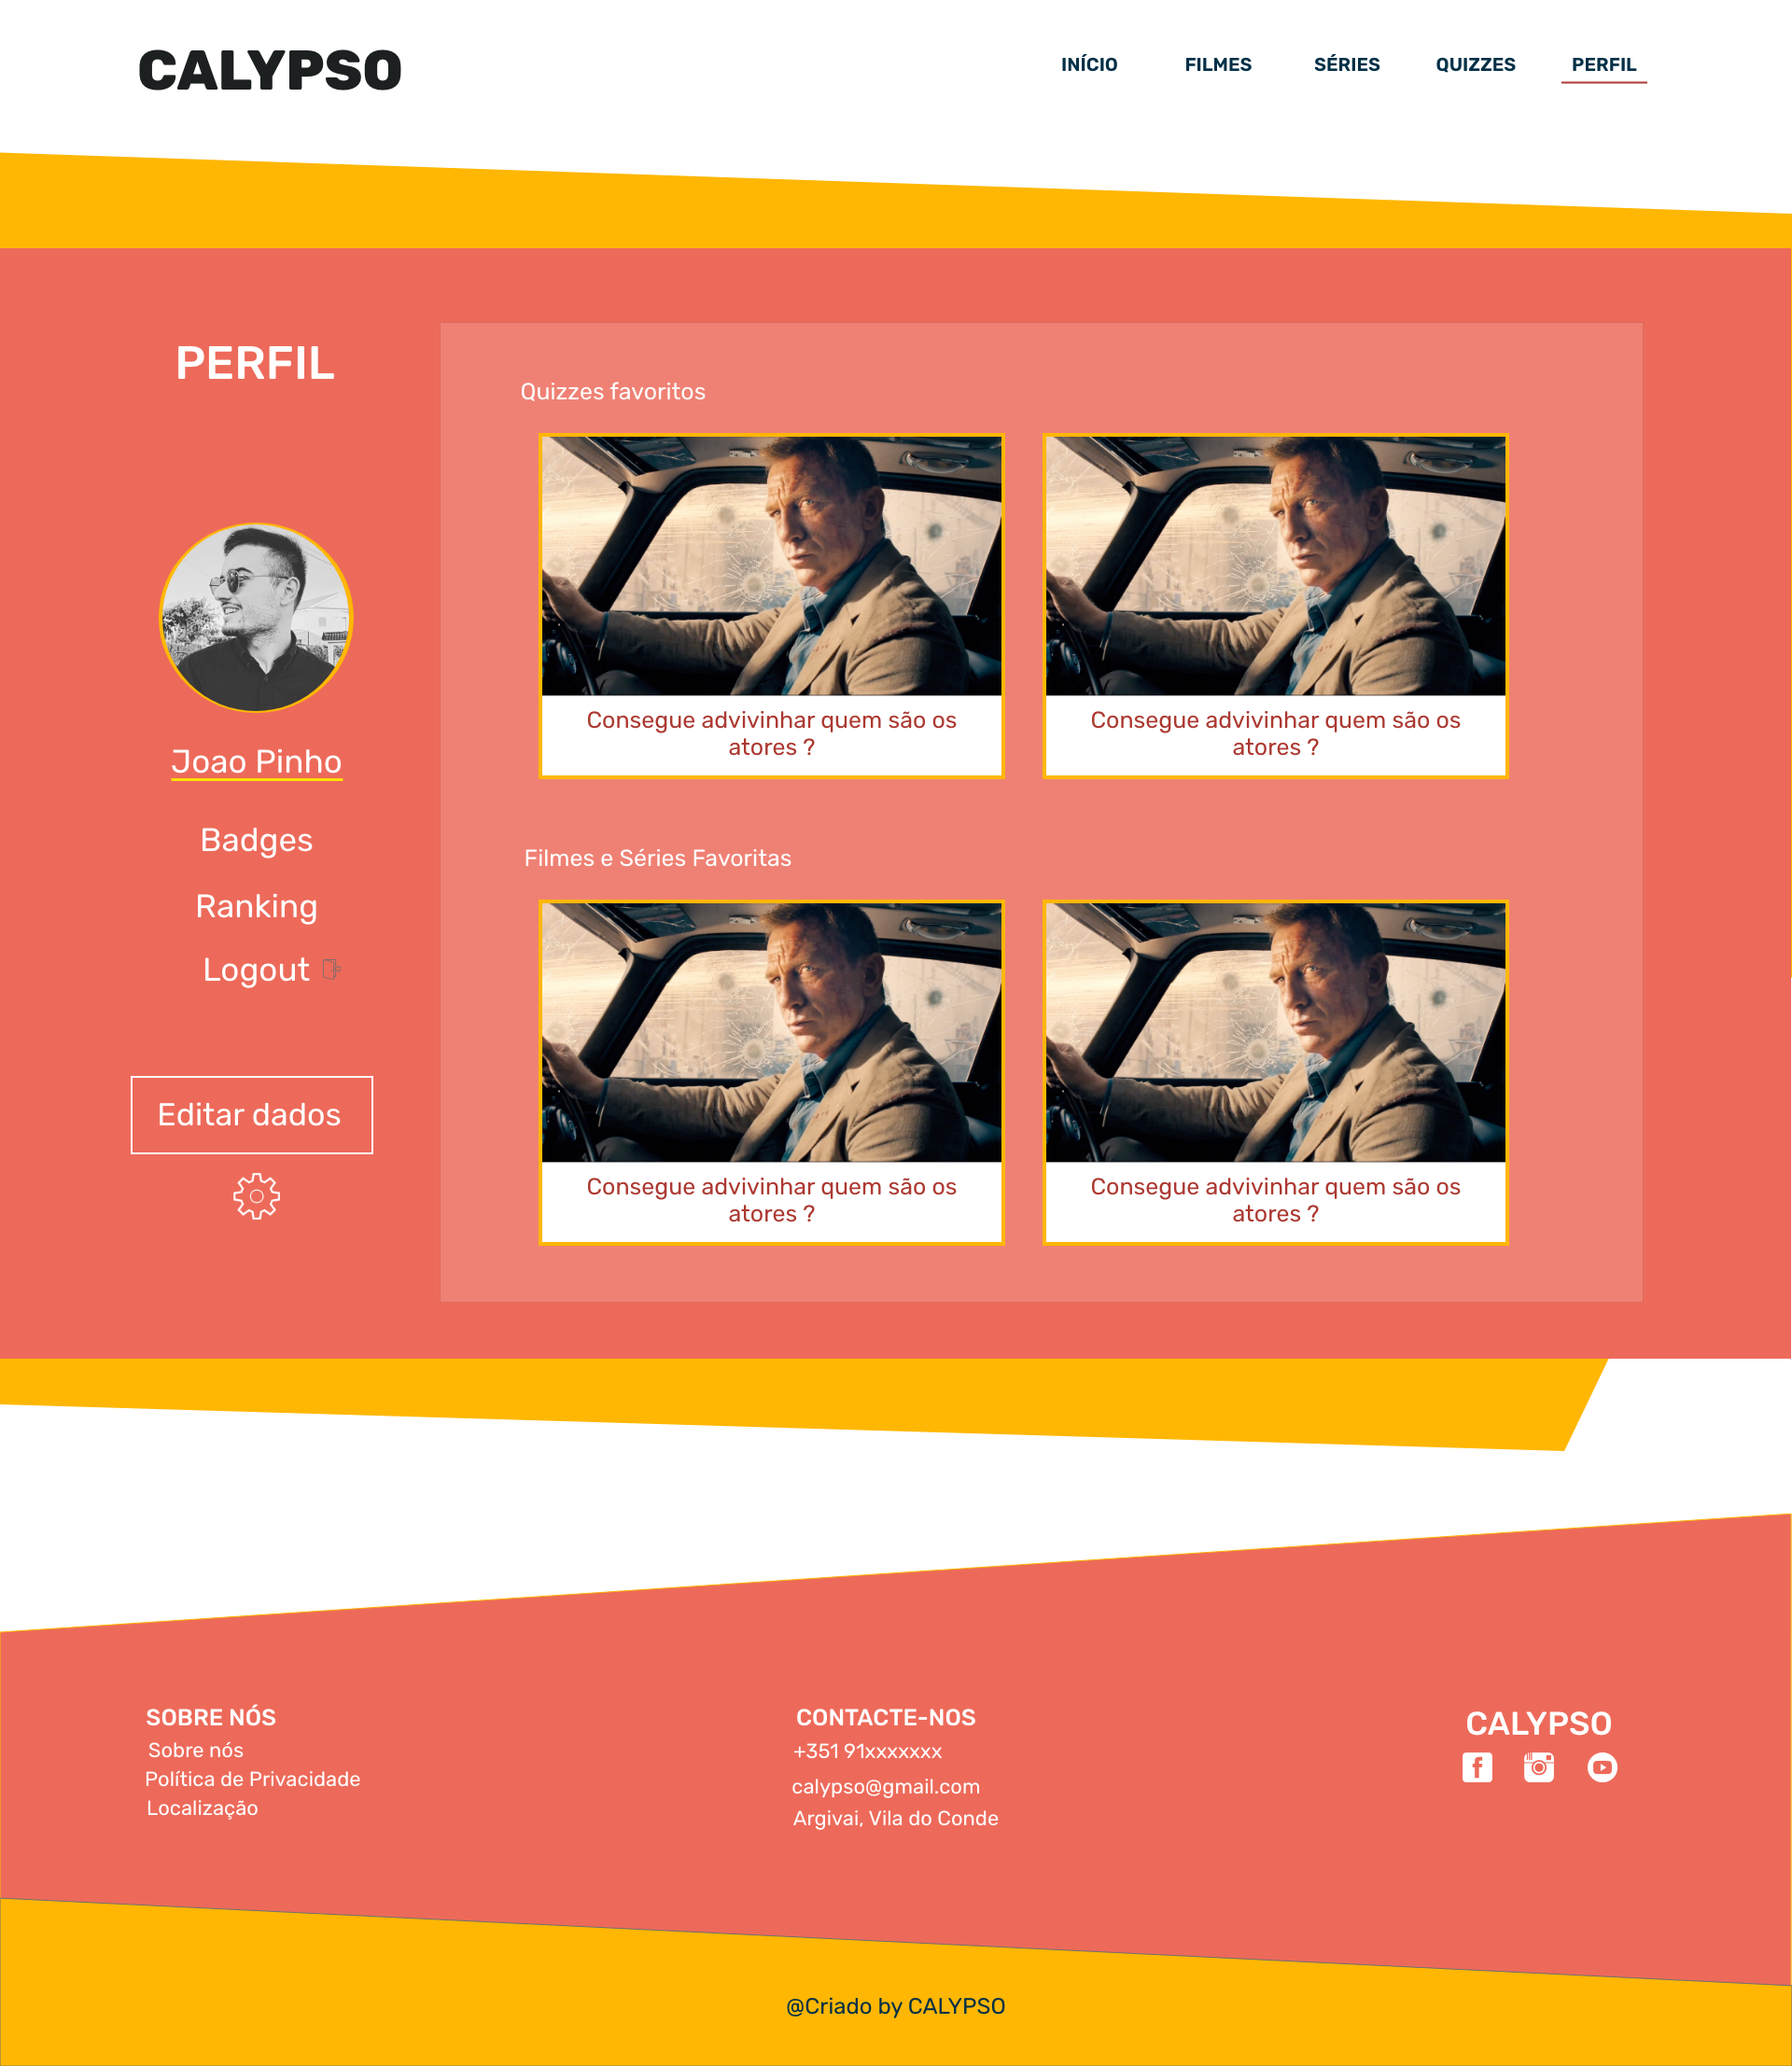 CALYPSO
INÍCIO
FILMES
SÉRIES
QUIZZES
PERFIL
PERFIL
Joao Pinho
Badges
Ranking
Logout
Editar dados
Quizzes favoritos
Consegue advivinhar quem são os
atores ?
Consegue advivinhar quem são os
atores ?
Filmes e Séries Favoritas
Consegue advivinhar quem são os
atores ?
Consegue advivinhar quem são os
atores ?
SOBRE NÓS
Sobre nós
Política de Privacidade
Localização
CONTACTE-NOS
+351 91xxxxxxx
calypso@gmail.com
Argivai, Vila do Conde
CALYPSO
@Criado by CALYPSO